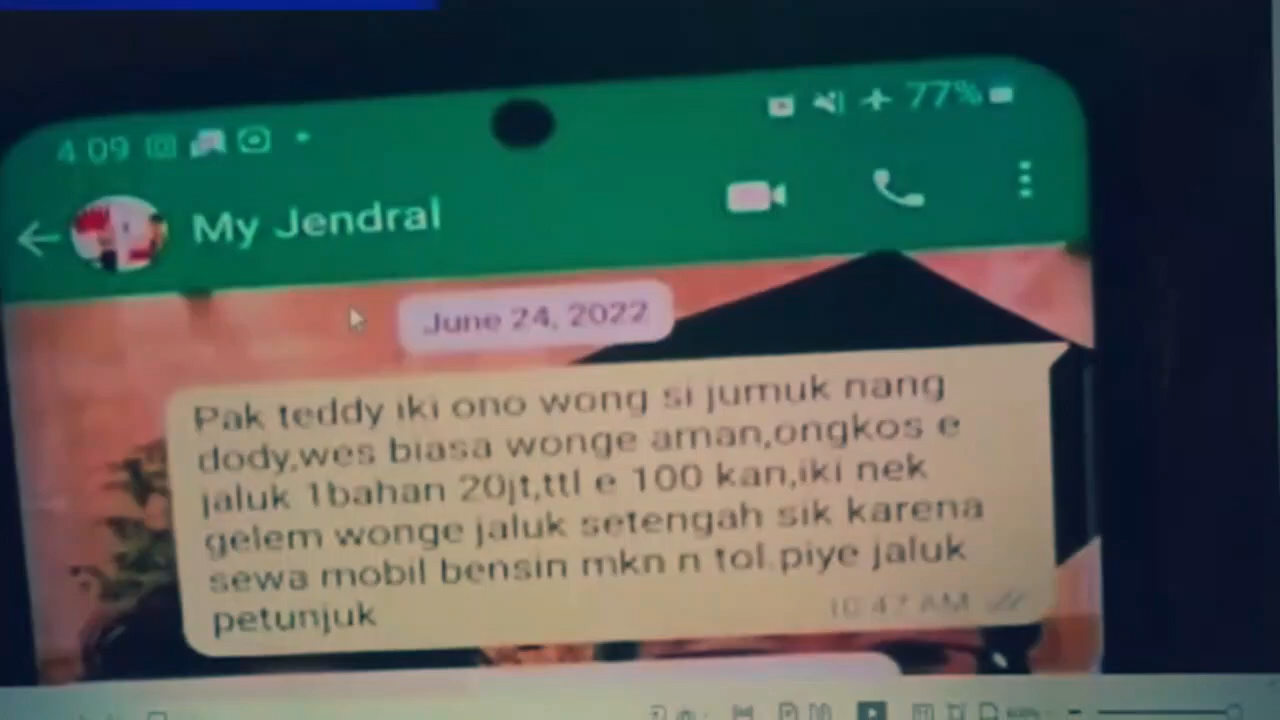 4 09
77%
My Jendral
June 24, 2022
Pak teddy iki ono wong si jumuk nang
dody,wes biasa wonge aman,ongkos e
jaluk 1bahan 20jt,ttl e 100 kan,iki nek
gelem wonge jaluk setengah sik karena
sewa mobil bensin mkn n tol.piye jaluk
petunjuk
10:47 AM